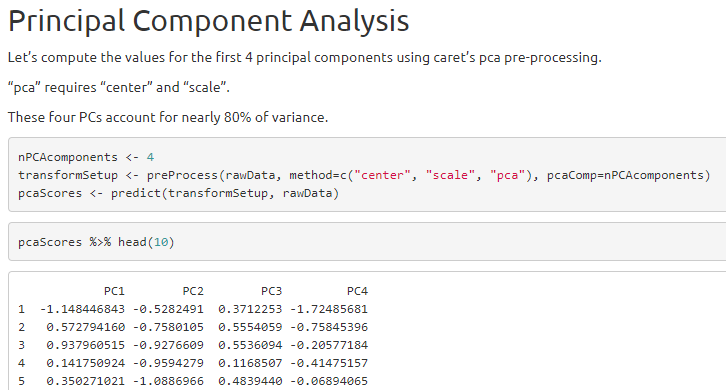 Principal Component Analysis
Let’s compute the values for the first 4 principal components using caret’s pca pre-processing.
“pca” requires “center” and “scale”.
These four PCs account for nearly 80% of variance.
nPCAcomponents <- 4
transformSetup <- preProcess(rawData, method=c("center", "scale", "pca"), pcaComp=nPCAcomponents)
pcaScores <- predict(transformSetup, rawData)
pcaScores %>% head(10)
PC1 PC2 PC3 PC4
1 -1.148446843 -0.5282491 0.3712253 -1.72485681
2 0.572794160 -0.7580105 0.5554059 -0.75845396
3 0.937960515 -0.9276609 0.5536094 -0.20577184
4 0.141750924 -0.9594279 0.1168507 -0.41475157
5 0.350271021 -1.0886966 0.4839440 -0.06894065